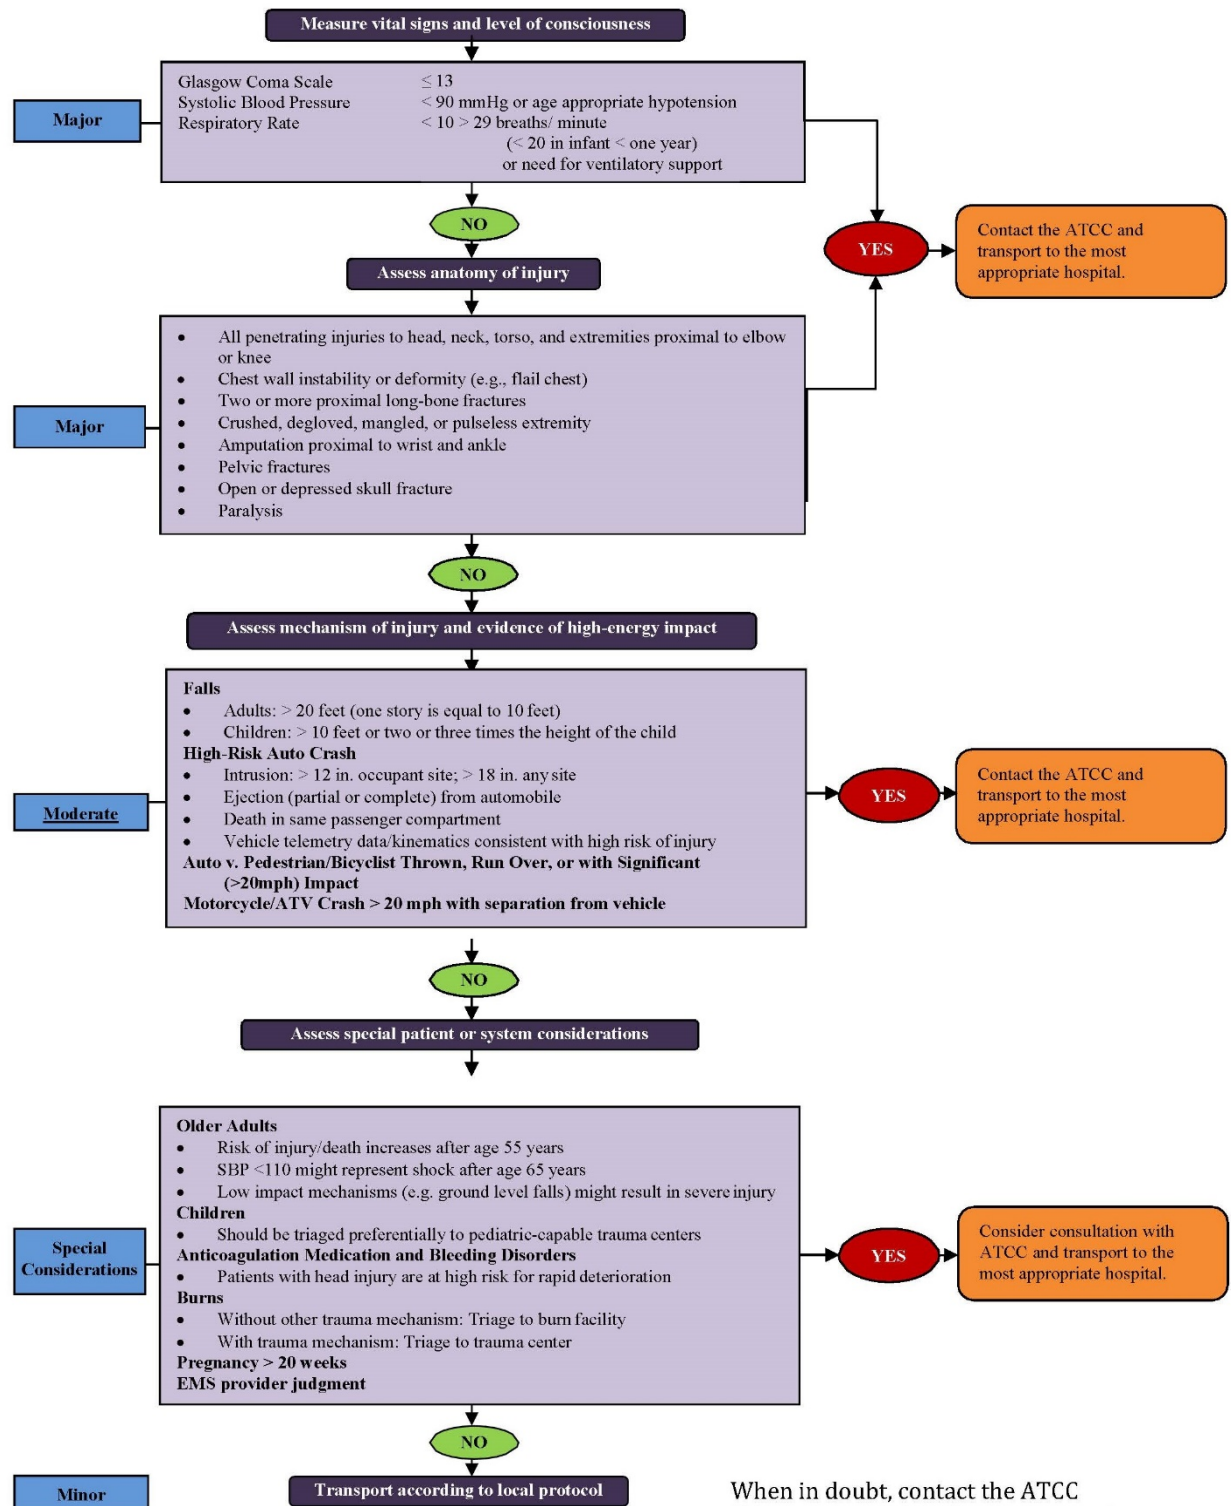 Measure vital signs and level of consciousness
Major
Glasgow Coma Scale ≤ 13
Systolic Blood Pressure < 90 mmHg or age appropriate hypotension
Respiratory Rate < 10 > 29 breaths/ minute
(< 20 in infant < one year)
or need for ventilatory support
NO
YES
Contact the ATCC and
transport to the most
appropriate hospital.
Assess anatomy of injury
Major
• All penetrating injuries to head, neck, torso, and extremities proximal to elbow
or knee
• Chest wall instability or deformity (e.g., flail chest)
• Two or more proximal long-bone fractures
• Crushed, degloved, mangled, or pulseless extremity
• Amputation proximal to wrist and ankle
• Pelvic fractures
• Open or depressed skull fracture
• Paralysis
NO
Assess mechanism of injury and evidence of high-energy impact
Moderate
Falls
• Adults: > 20 feet (one story is equal to 10 feet)
• Children: > 10 feet or two or three times the height of the child
High-Risk Auto Crash
• Intrusion: > 12 in. occupant site; > 18 in. any site
• Ejection (partial or complete) from automobile
• Death in same passenger compartment
• Vehicle telemetry data/kinematics consistent with high risk of injury
Auto v. Pedestrian/Bicyclist Thrown, Run Over, or with Significant
(>20mph) Impact
Motorcycle/ATV Crash > 20 mph with separation from vehicle
YES
Contact the ATCC and
transport to the most
appropriate hospital.
NO
Assess special patient or system considerations
Special
Considerations
Older Adults
• Risk of injury/death increases after age 55 years
• SBP <110 might represent shock after age 65 years
• Low impact mechanisms (e.g. ground level falls) might result in severe injury
Children
• Should be triaged preferentially to pediatric-capable trauma centers
Anticoagulation Medication and Bleeding Disorders
• Patients with head injury are at high risk for rapid deterioration
Burns
• Without other trauma mechanism: Triage to burn facility
• With trauma mechanism: Triage to trauma center
Pregnancy > 20 weeks
EMS provider judgment
YES
Consider consultation with
ATCC and transport to the
most appropriate hospital.
NO
Minor
Transport according to local protocol
When in doubt, contact the ATCC